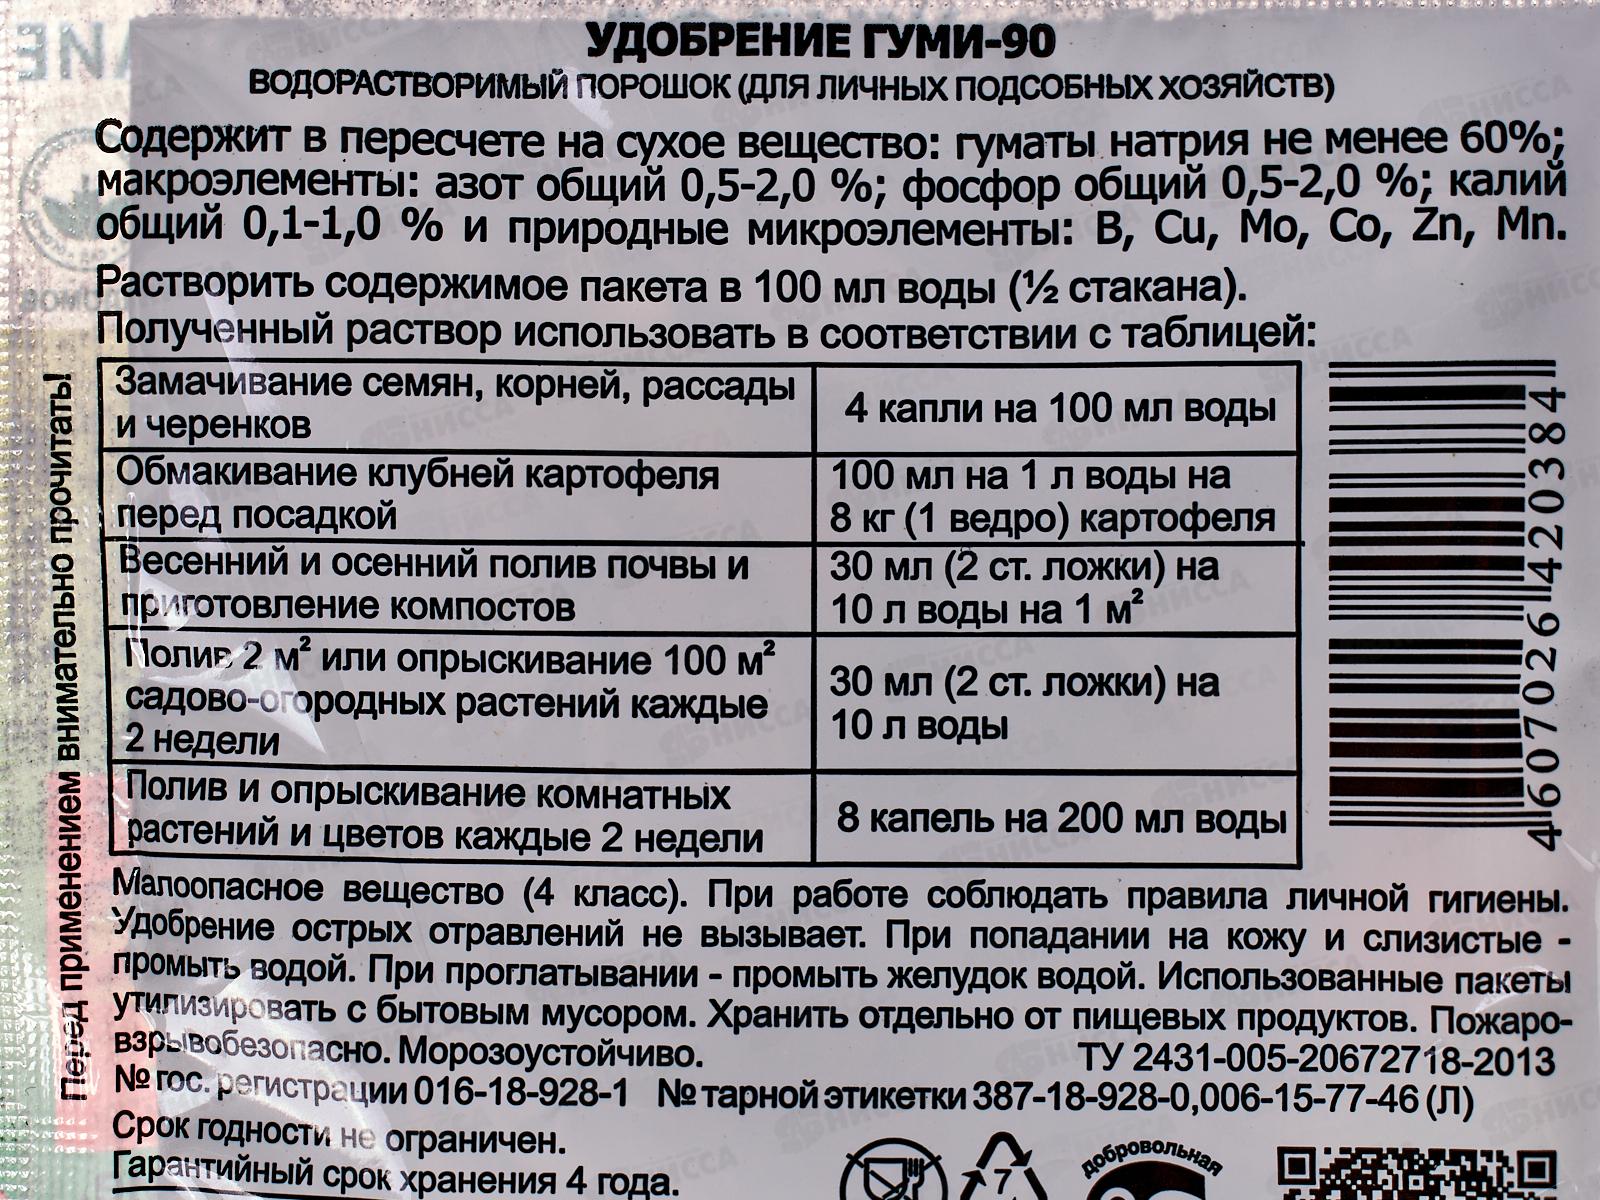 УДОБРЕНИЕ ГУМИ-90
ВОДОРАСТВОРИМЫЙ ПОРОШОК (ДЛЯ ЛИЧНЫХ ПОДСОБНЫХ ХОЗЯЙСТВ)
Содержит в пересчете на сухое вещество: гуматы натрия не менее 60%;
макроэлементы: азот общий 0,5-2,0 %; фосфор общий 0,5-2,0 %; калий
общий 0,1-1,0 % и природные микроэлементы: B, Cu, Mo, Co, Zn, Mn.
Растворить содержимое пакета в 100 мл воды (½ стакана).
Полученный раствор использовать в соответствии с таблицей:
Замачивание семян, корней, рассады
и черенков
4 капли на 100 мл воды
Обмакивание клубней картофеля
перед посадкой
100 мл на 1 л воды на
8 кг (1 ведро) картофеля
Весенний и осенний полив почвы и
приготовление компостов
30 мл (2 ст. ложки) на
10 л воды на 1 м²
Полив 2 м² или опрыскивание 100 м²
садово-огородных растений каждые
2 недели
30 мл (2 ст. ложки) на
10 л воды
Полив и опрыскивание комнатных
растений и цветов каждые 2 недели
8 капель на 200 мл воды
Малоопасное вещество (4 класс). При работе соблюдать правила личной гигиены.
Удобрение острых отравлений не вызывает. При попадании на кожу и слизистые -
промыть водой. При проглатывании - промыть желудок водой. Использованные пакеты
утилизировать с бытовым мусором. Хранить отдельно от пищевых продуктов. Пожаро-
взрывобезопасно. Морозоустойчиво.
ТУ 2431-005-20672718-2013
№ гос. регистрации 016-18-928-1 № тарной этикетки 387-18-928-0,006-15-77-46 (Л)
Срок годности не ограничен.
Гарантийный срок хранения 4 года.
Перед применением внимательно прочитать!
4 607026 420384
7
добровольная
НИССА